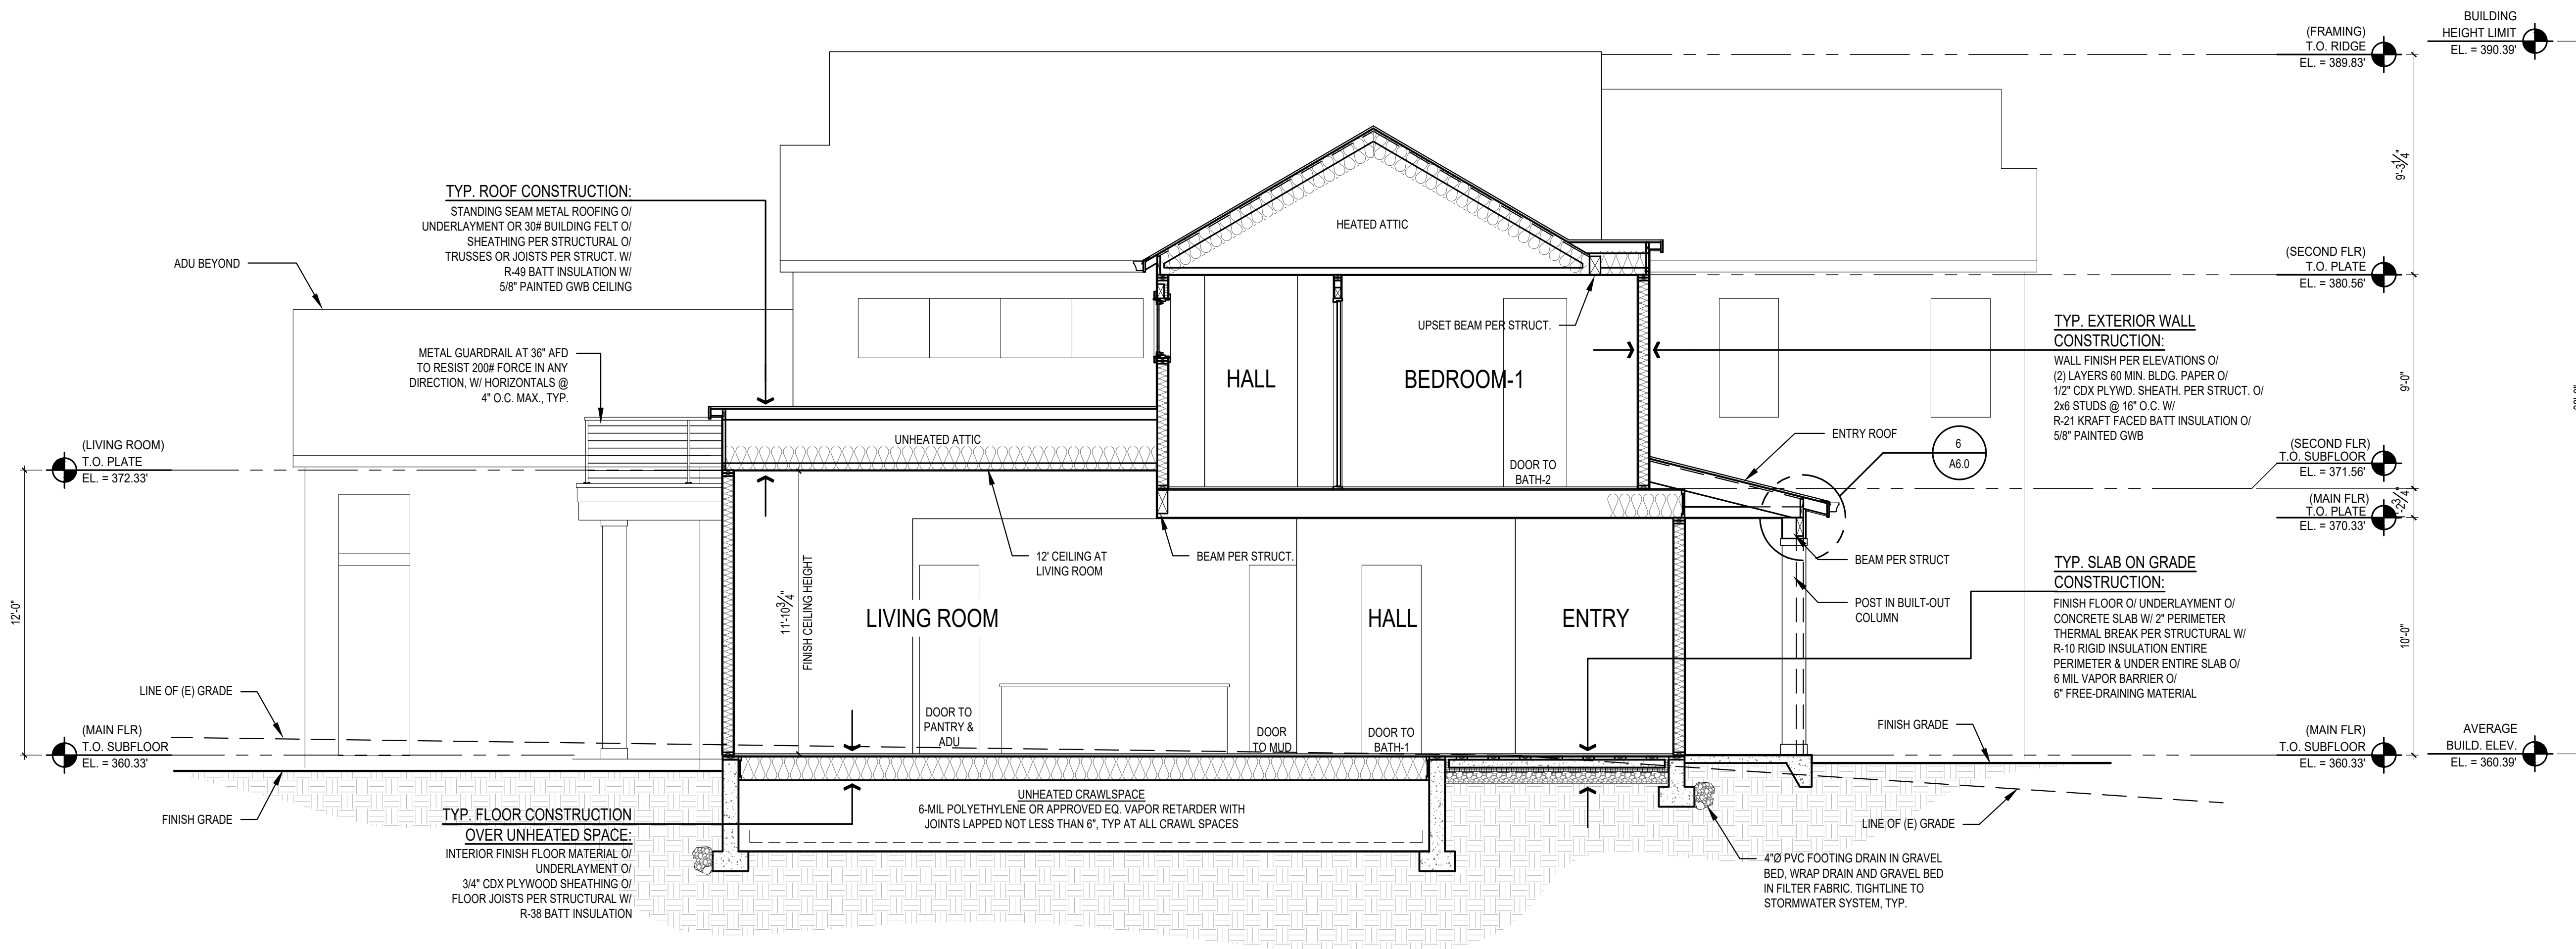 BUILDING
HEIGHT LIMIT
EL. = 390.39'
(FRAMING)
T.O. RIDGE
EL. = 389.83'
9'-3 1/4"
TYP. ROOF CONSTRUCTION:
STANDING SEAM METAL ROOFING O/
UNDERLAYMENT OR 30# BUILDING FELT O/
SHEATHING PER STRUCTURAL O/
TRUSSES OR JOISTS PER STRUCT. W/
R-49 BATT INSULATION W/
5/8" PAINTED GWB CEILING
HEATED ATTIC
ADU BEYOND
(SECOND FLR)
T.O. PLATE
EL. = 380.56'
UPSET BEAM PER STRUCT.
TYP. EXTERIOR WALL
CONSTRUCTION:
WALL FINISH PER ELEVATIONS O/
(2) LAYERS 60 MIN. BLDG. PAPER O/
1/2" CDX PLYWD. SHEATH. PER STRUCT. O/
2x6 STUDS @ 16" O.C. W/
R-21 KRAFT FACED BATT INSULATION O/
5/8" PAINTED GWB
METAL GUARDRAIL AT 36" AFD
TO RESIST 200# FORCE IN ANY
DIRECTION, W/ HORIZONTALS @
4" O.C. MAX., TYP.
HALL
BEDROOM-1
9'-0"
UNHEATED ATTIC
ENTRY ROOF
6
A6.0
(LIVING ROOM)
T.O. PLATE
EL. = 372.33'
DOOR TO
BATH-2
(SECOND FLR)
T.O. SUBFLOOR
EL. = 371.56'
(MAIN FLR)
T.O. PLATE
EL. = 370.33'
12' CEILING AT
LIVING ROOM
BEAM PER STRUCT.
BEAM PER STRUCT
TYP. SLAB ON GRADE
CONSTRUCTION:
FINISH FLOOR O/ UNDERLAYMENT O/
CONCRETE SLAB W/ 2" PERIMETER
THERMAL BREAK PER STRUCTURAL W/
R-10 RIGID INSULATION ENTIRE
PERIMETER & UNDER ENTIRE SLAB O/
6 MIL VAPOR BARRIER O/
6" FREE-DRAINING MATERIAL
POST IN BUILT-OUT
COLUMN
12'-0"
11'-10 3/4"
FINISH CEILING HEIGHT
LIVING ROOM
HALL
ENTRY
10'-0"
LINE OF (E) GRADE
DOOR TO
PANTRY &
ADU
DOOR
TO MUD
DOOR TO
BATH-1
FINISH GRADE
(MAIN FLR)
T.O. SUBFLOOR
EL. = 360.33'
(MAIN FLR)
T.O. SUBFLOOR
EL. = 360.33'
AVERAGE
BUILD. ELEV.
EL. = 360.39'
UNHEATED CRAWLSPACE
6-MIL POLYETHYLENE OR APPROVED EQ. VAPOR RETARDER WITH
JOINTS LAPPED NOT LESS THAN 6", TYP AT ALL CRAWL SPACES
FINISH GRADE
LINE OF (E) GRADE
TYP. FLOOR CONSTRUCTION
OVER UNHEATED SPACE:
INTERIOR FINISH FLOOR MATERIAL O/
UNDERLAYMENT O/
3/4" CDX PLYWOOD SHEATHING O/
FLOOR JOISTS PER STRUCTURAL W/
R-38 BATT INSULATION
4"Ø PVC FOOTING DRAIN IN GRAVEL
BED, WRAP DRAIN AND GRAVEL BED
IN FILTER FABRIC. TIGHTLINE TO
STORMWATER SYSTEM, TYP.